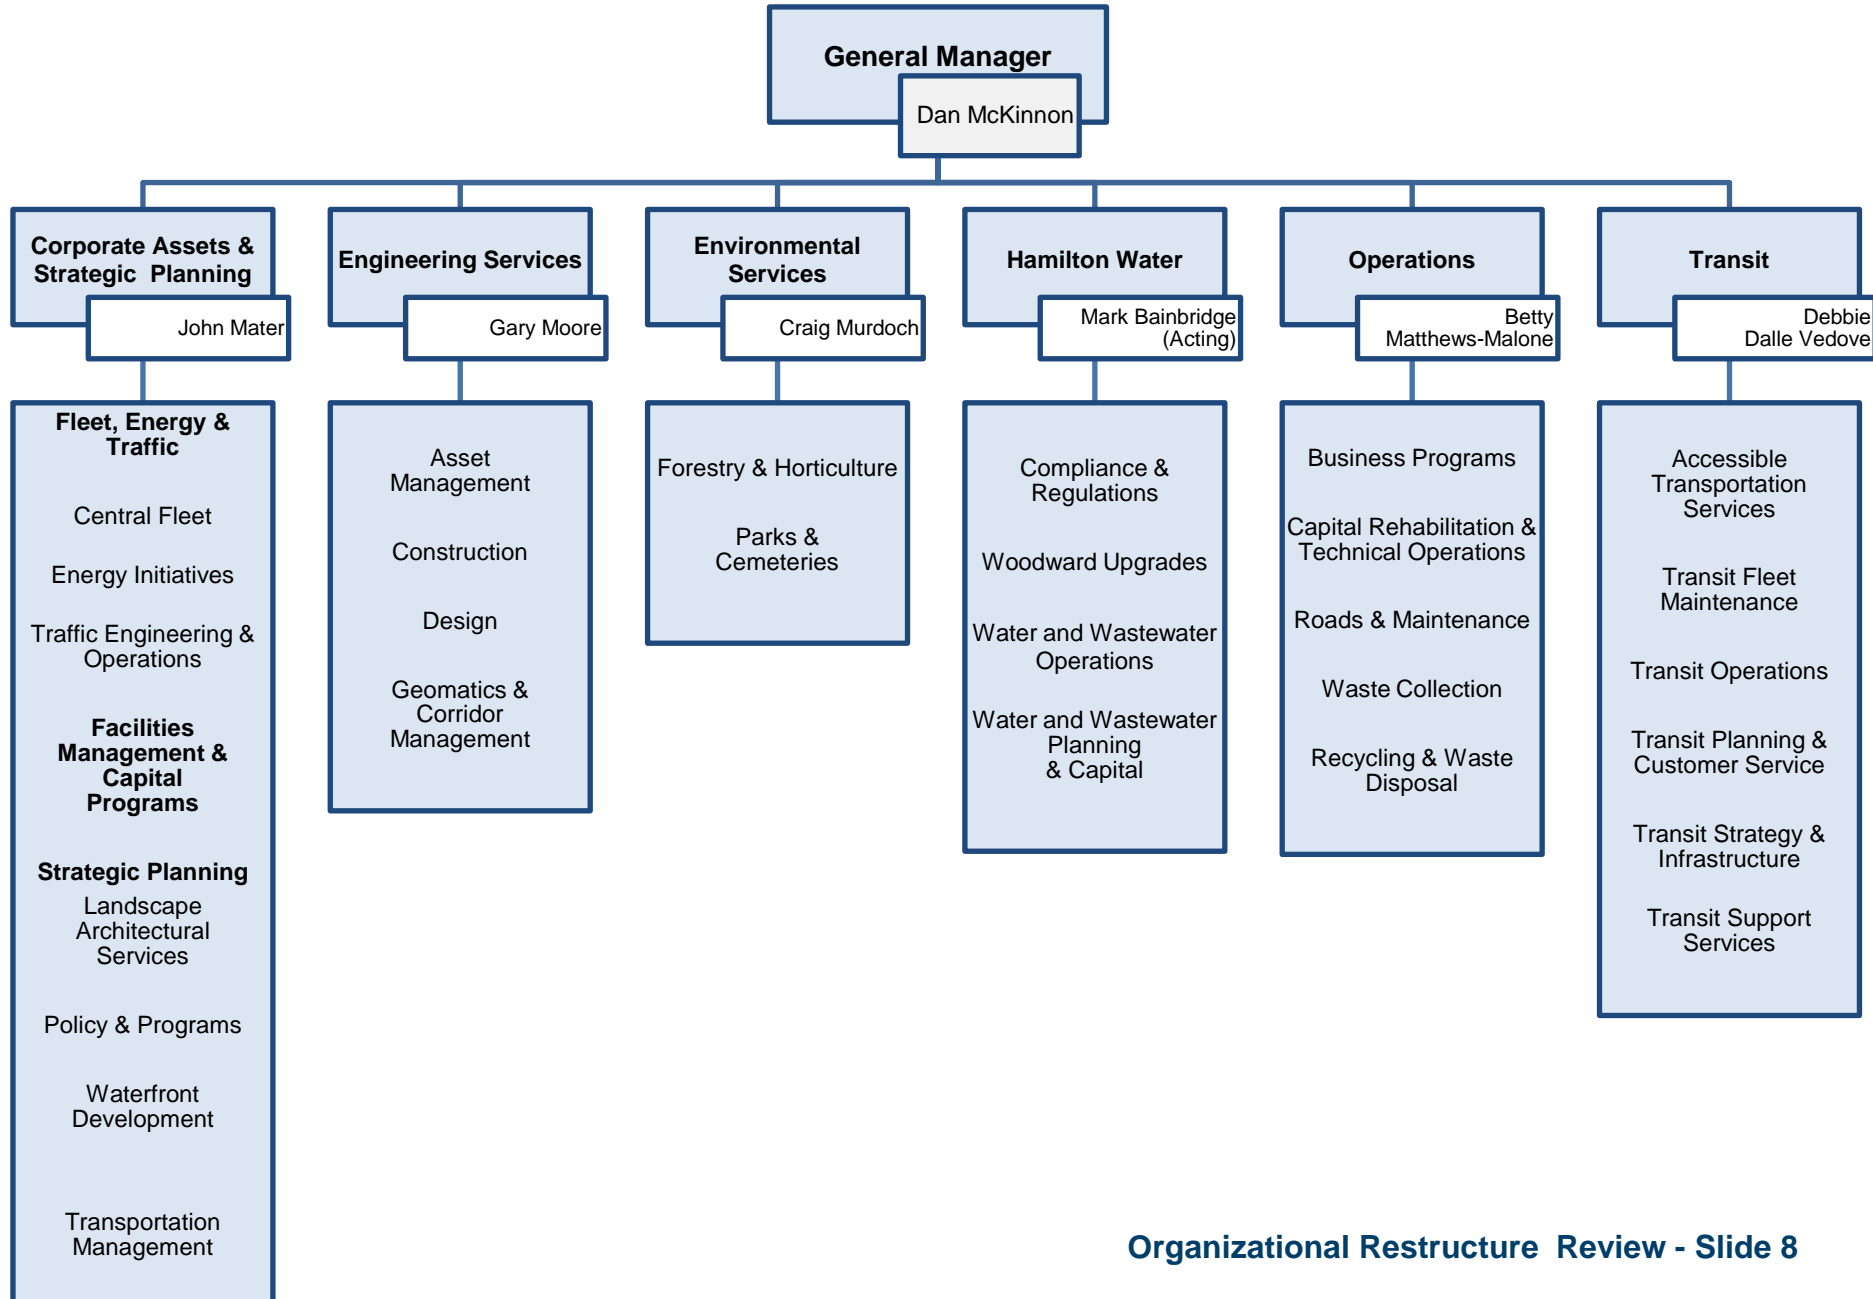 General Manager
Dan McKinnon
Corporate Assets &
Strategic Planning
John Mater
Engineering Services
Gary Moore
Environmental
Services
Craig Murdoch
Hamilton Water
Mark Bainbridge
(Acting)
Operations
Betty
Matthews-Malone
Transit
Debbie
Dalle Vedove
Fleet, Energy &
Traffic
Central Fleet
Energy Initiatives
Traffic Engineering &
Operations
Facilities
Management &
Capital
Programs
Strategic Planning
Landscape
Architectural
Services
Policy & Programs
Waterfront
Development
Transportation
Management
Asset
Management
Construction
Design
Geomatics &
Corridor
Management
Forestry & Horticulture
Parks &
Cemeteries
Compliance &
Regulations
Woodward Upgrades
Water and Wastewater
Operations
Water and Wastewater
Planning
& Capital
Business Programs
Capital Rehabilitation &
Technical Operations
Roads & Maintenance
Waste Collection
Recycling & Waste
Disposal
Accessible
Transportation
Services
Transit Fleet
Maintenance
Transit Operations
Transit Planning &
Customer Service
Transit Strategy &
Infrastructure
Transit Support
Services
Organizational Restructure Review - Slide 8